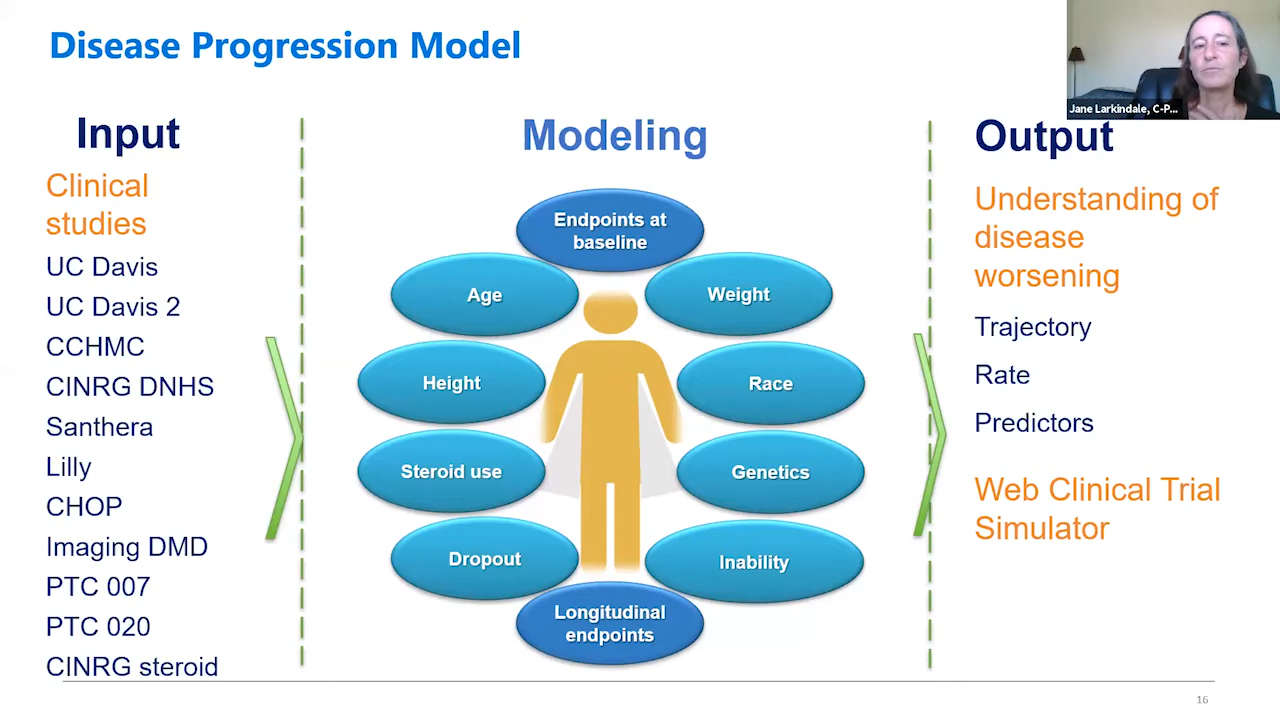 Disease Progression Model
Jane Larkindale, C-P...
Input
Clinical
studies
UC Davis
UC Davis 2
CCHMC
CINRG DNHS
Santhera
Lilly
CHOP
Imaging DMD
PTC 007
PTC 020
CINRG steroid
Modeling
Endpoints at
baseline
Age
Weight
Height
Race
Steroid use
Genetics
Dropout
Inability
Longitudinal
endpoints
Output
Understanding of
disease
worsening
Trajectory
Rate
Predictors
Web Clinical Trial
Simulator
16